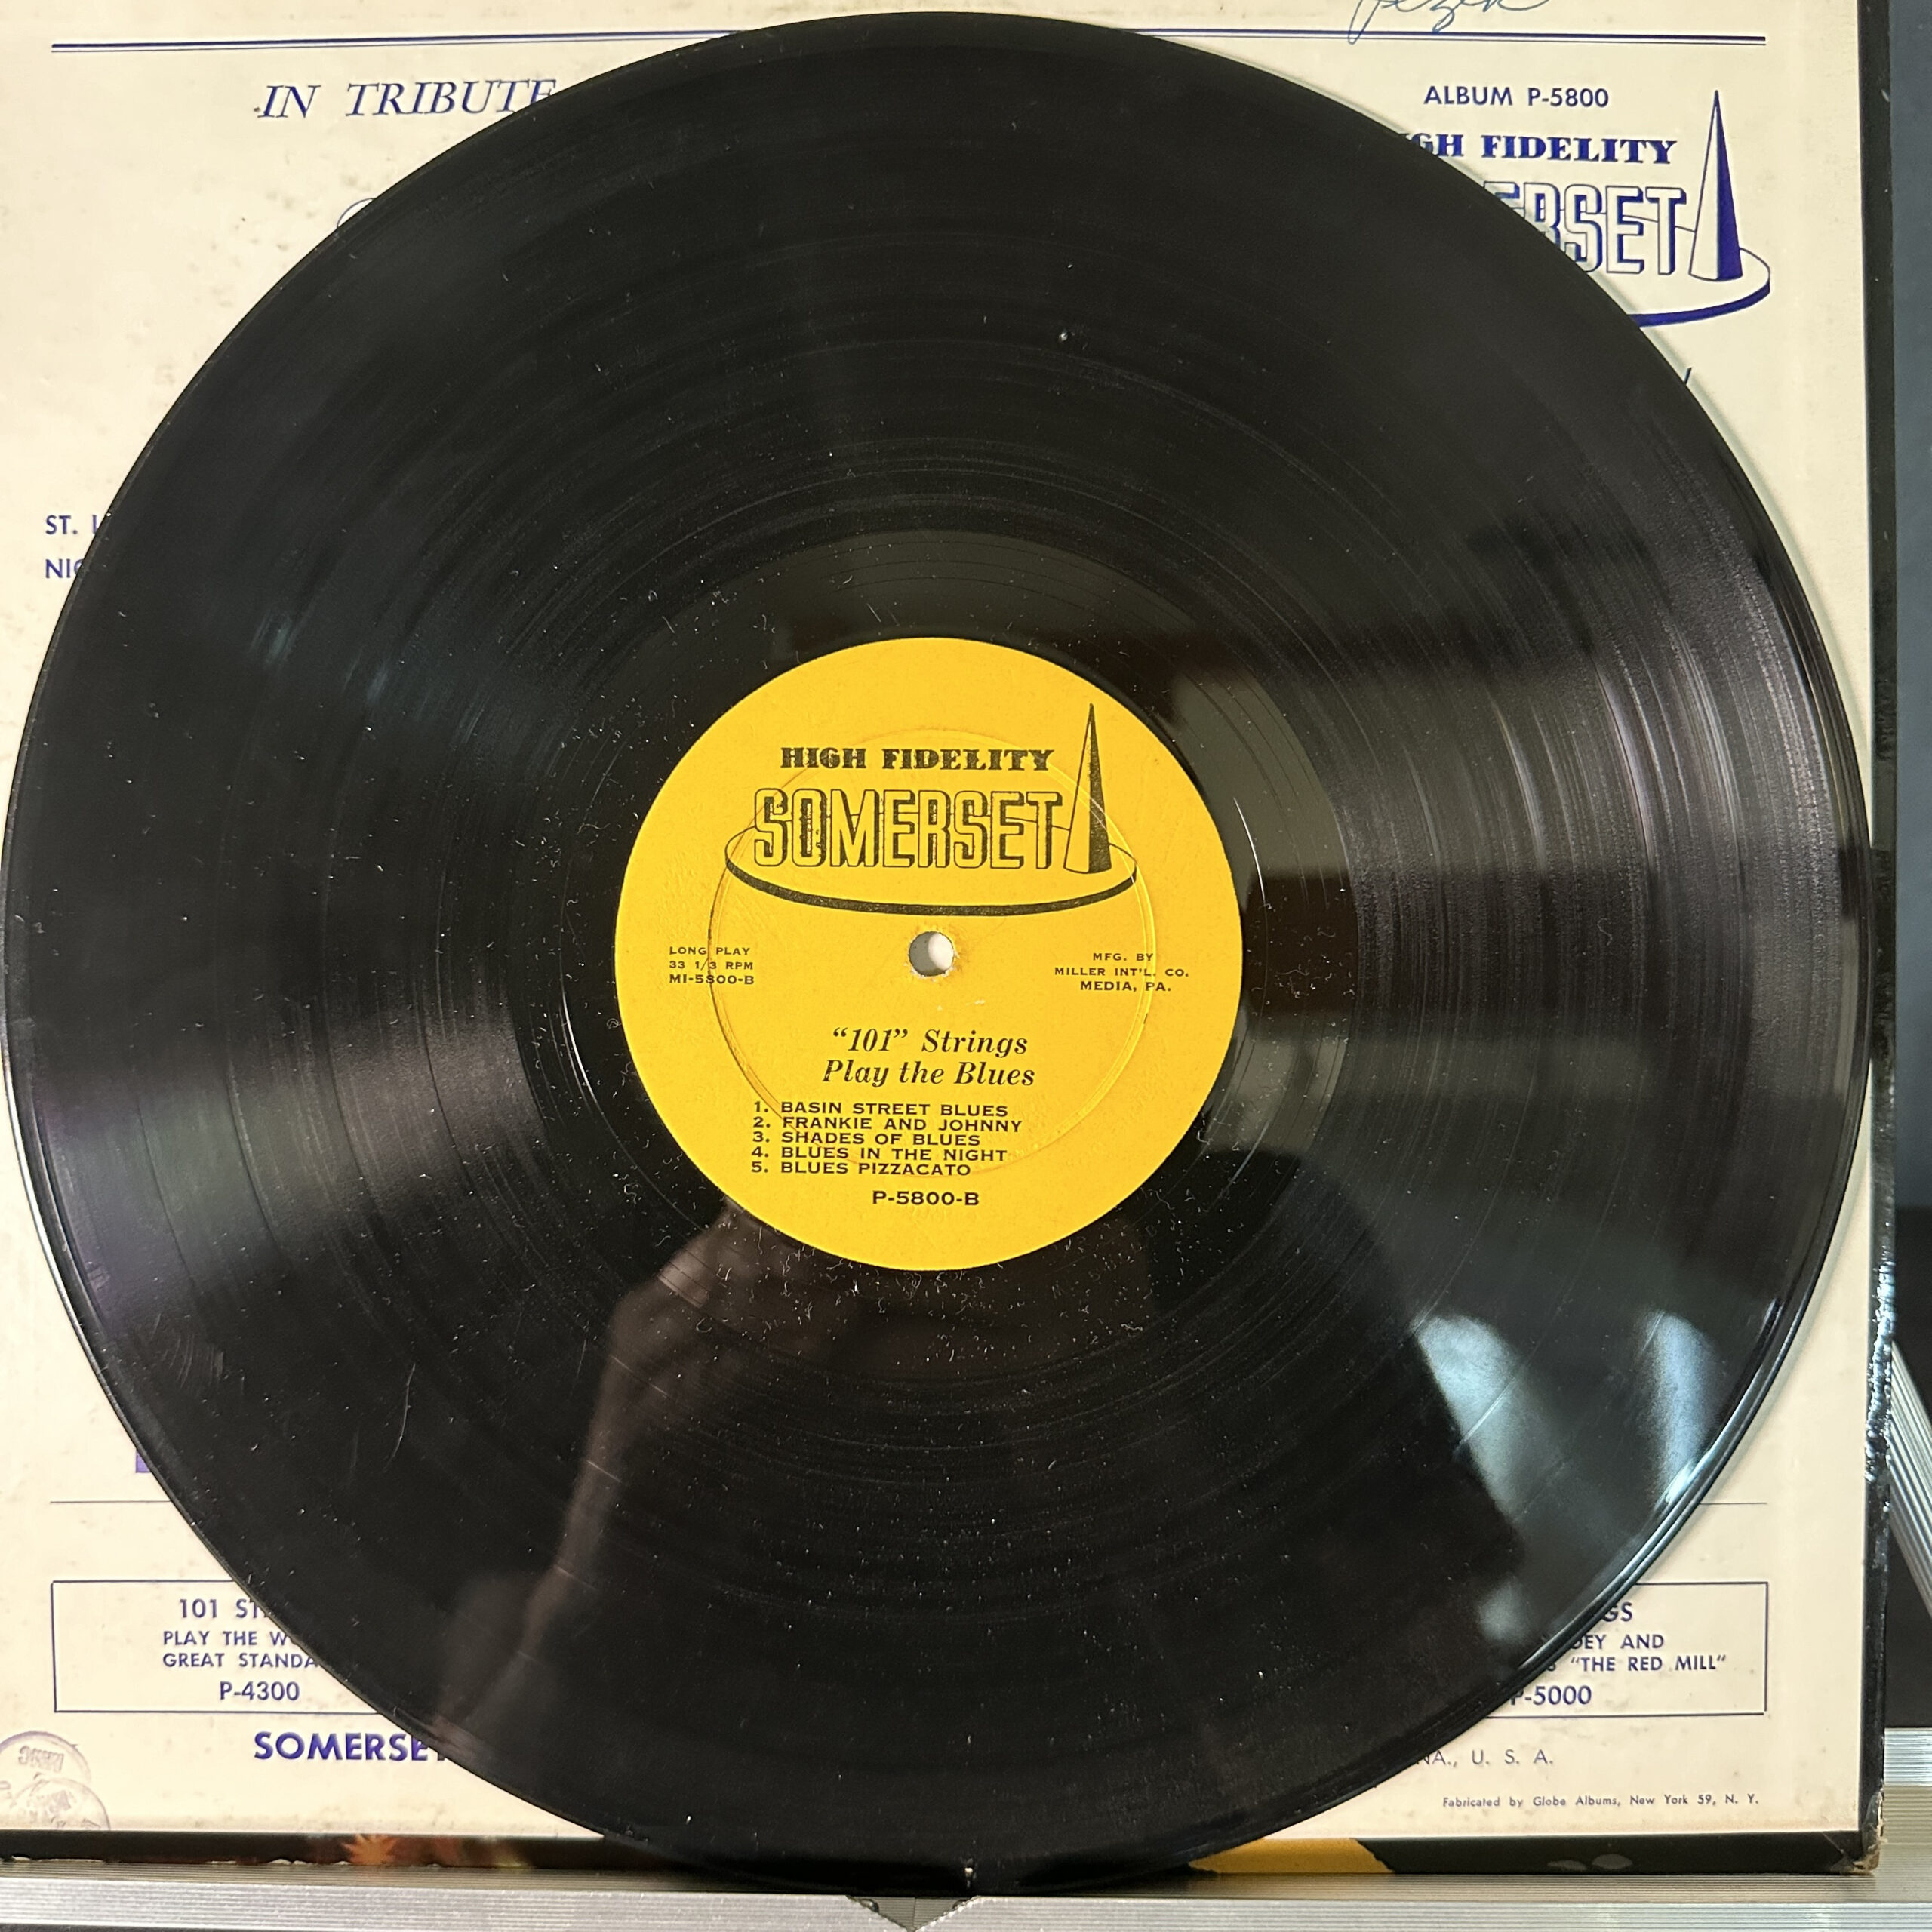 IN TRIBUTE
ALBUM P-5800
FIDELITY
ST.
HIGH FIDELITY
SOMERSET
LONG PLAY
33 1/3 RPM
MI-5800-B
MFG. BY
MILLER INT'L. CO.
MEDIA, PA.
“101” Strings
Play the Blues
1. BASIN STREET BLUES
2. FRANKIE AND JOHNNY
3. SHADES OF BLUES
4. BLUES IN THE NIGHT
5. BLUES PIZZACATO
P-5800-B
101
PLAY THE
GREAT
P-4300
AND
"THE RED MILL"
P-5000
U. S. A.
Fabricated by Globe Albums, New York 59, N. Y.